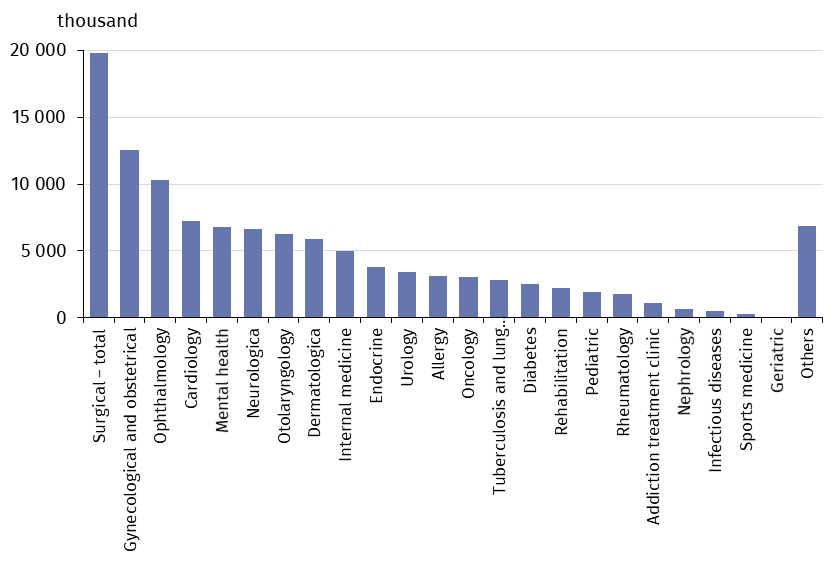 thousand
20 000
15 000
10 000
5 000
0
Surgical – total
Gynecological and obstetrical
Ophthalmology
Cardiology
Mental health
Neurologica
Otolaryngology
Dermatologica
Internal medicine
Endocrine
Urology
Allergy
Oncology
Tuberculosis and lung...
Diabetes
Rehabilitation
Pediatric
Rheumatology
Addiction treatment clinic
Nephrology
Infectious diseases
Sports medicine
Geriatric
Others